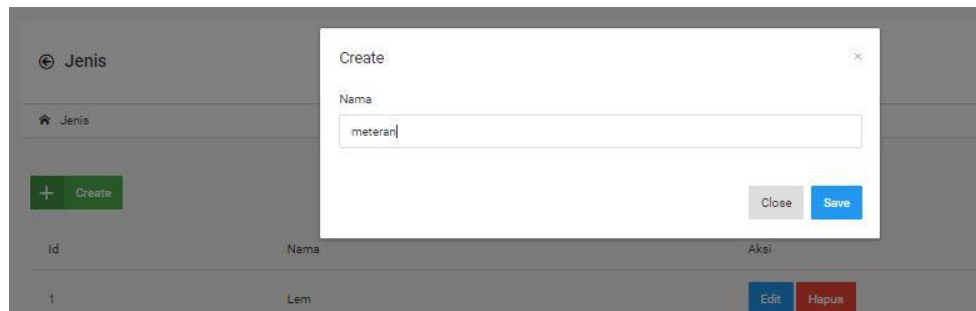 Jenis
Create
×
Nama
Jenis
meteran
Create
Close
Save
Id
Nama
Aksi
1
Lem
Edit
Hapus